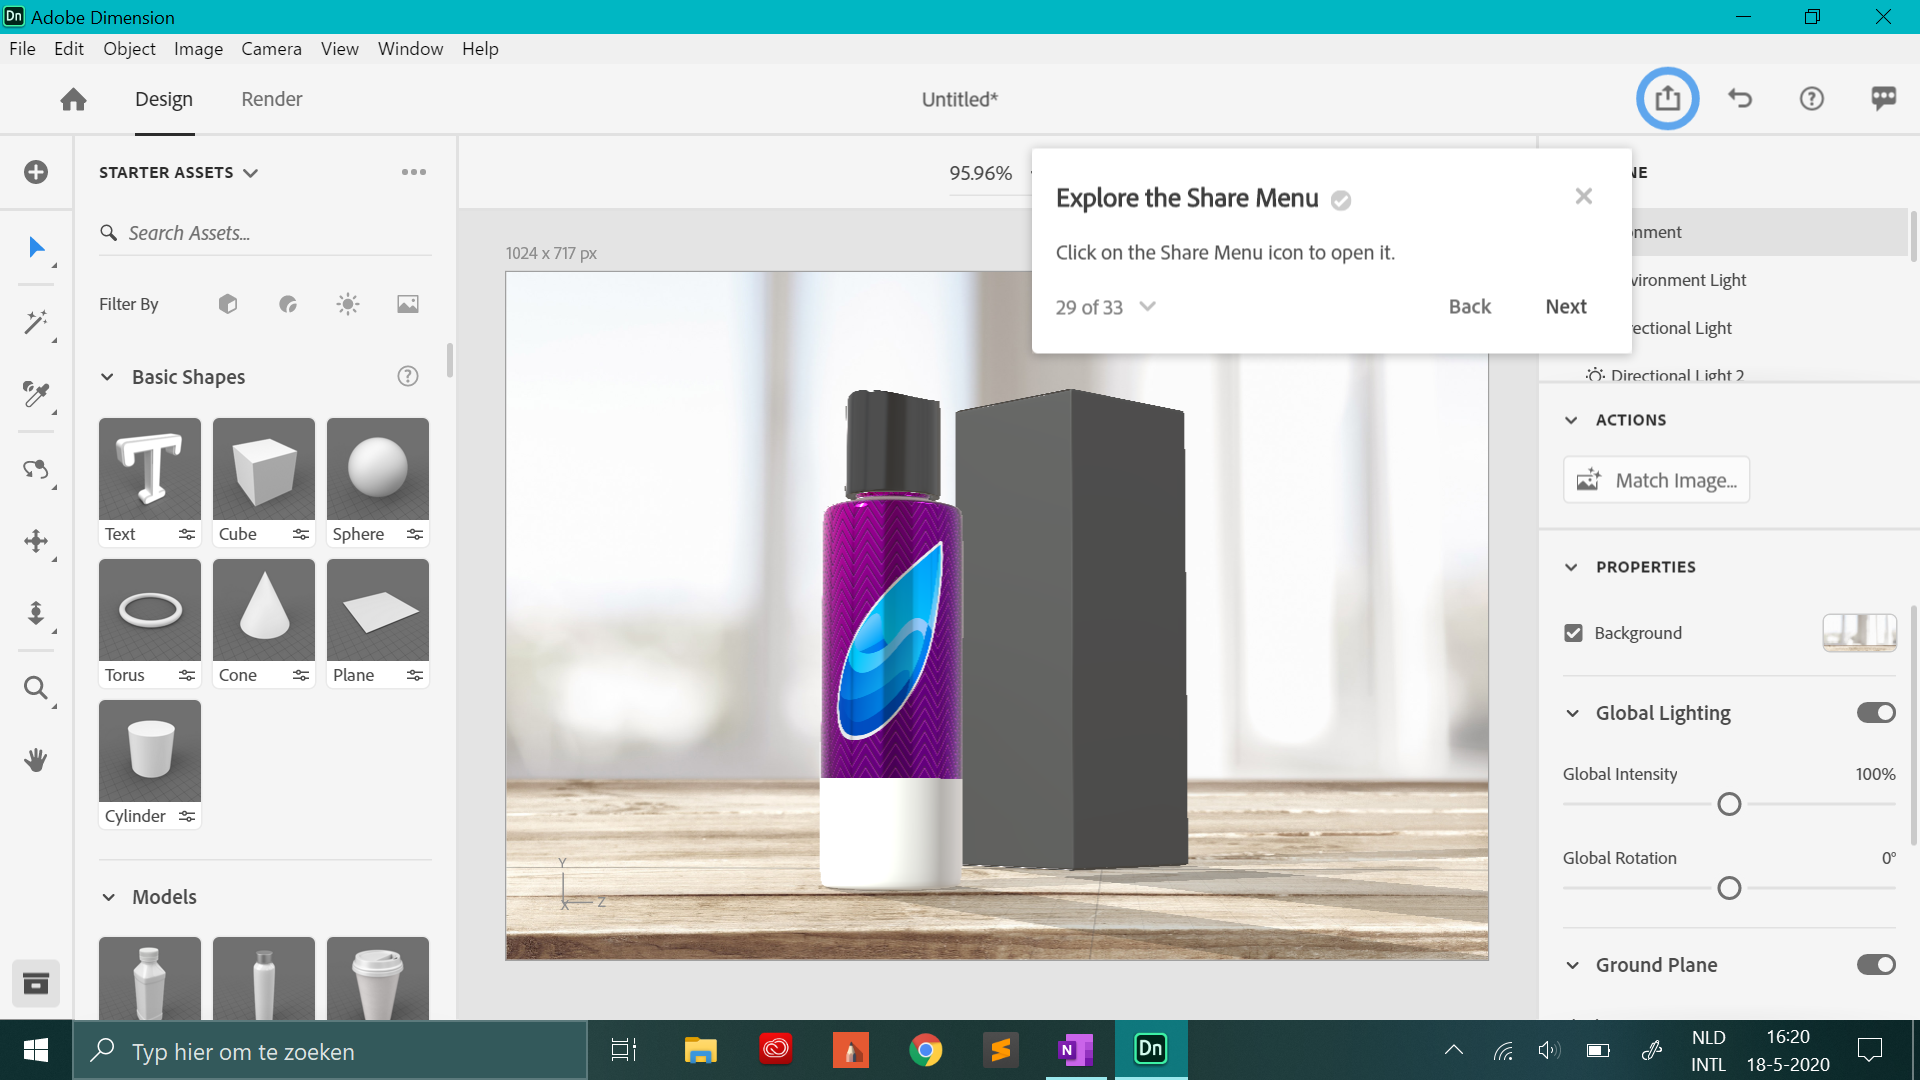 Dn Adobe Dimension
File Edit Object Image Camera View Window Help
Design Render Untitled*
STARTER ASSETS
Search Assets...
Filter By
Basic Shapes
Text Cube Sphere
Torus Cone Plane
Cylinder
Models
95.96%
1024 x 717 px
Explore the Share Menu
Click on the Share Menu icon to open it.
29 of 33 Back Next
Y
X Z
NE
onment
vironment Light
rectional Light
Directional Light 2
ACTIONS
Match Image...
PROPERTIES
Background
Global Lighting
Global Intensity 100%
Global Rotation 0°
Ground Plane
Typ hier om te zoeken
N
Dn
NLD 16:20
INTL 18-5-2020